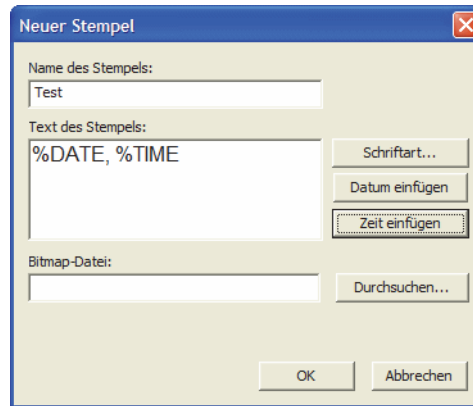 Neuer Stempel
Name des Stempels:
Test
Text des Stempels:
%DATE, %TIME
Schriftart...
Datum einfügen
Zeit einfügen
Bitmap-Datei:
Durchsuchen...
OK
Abbrechen